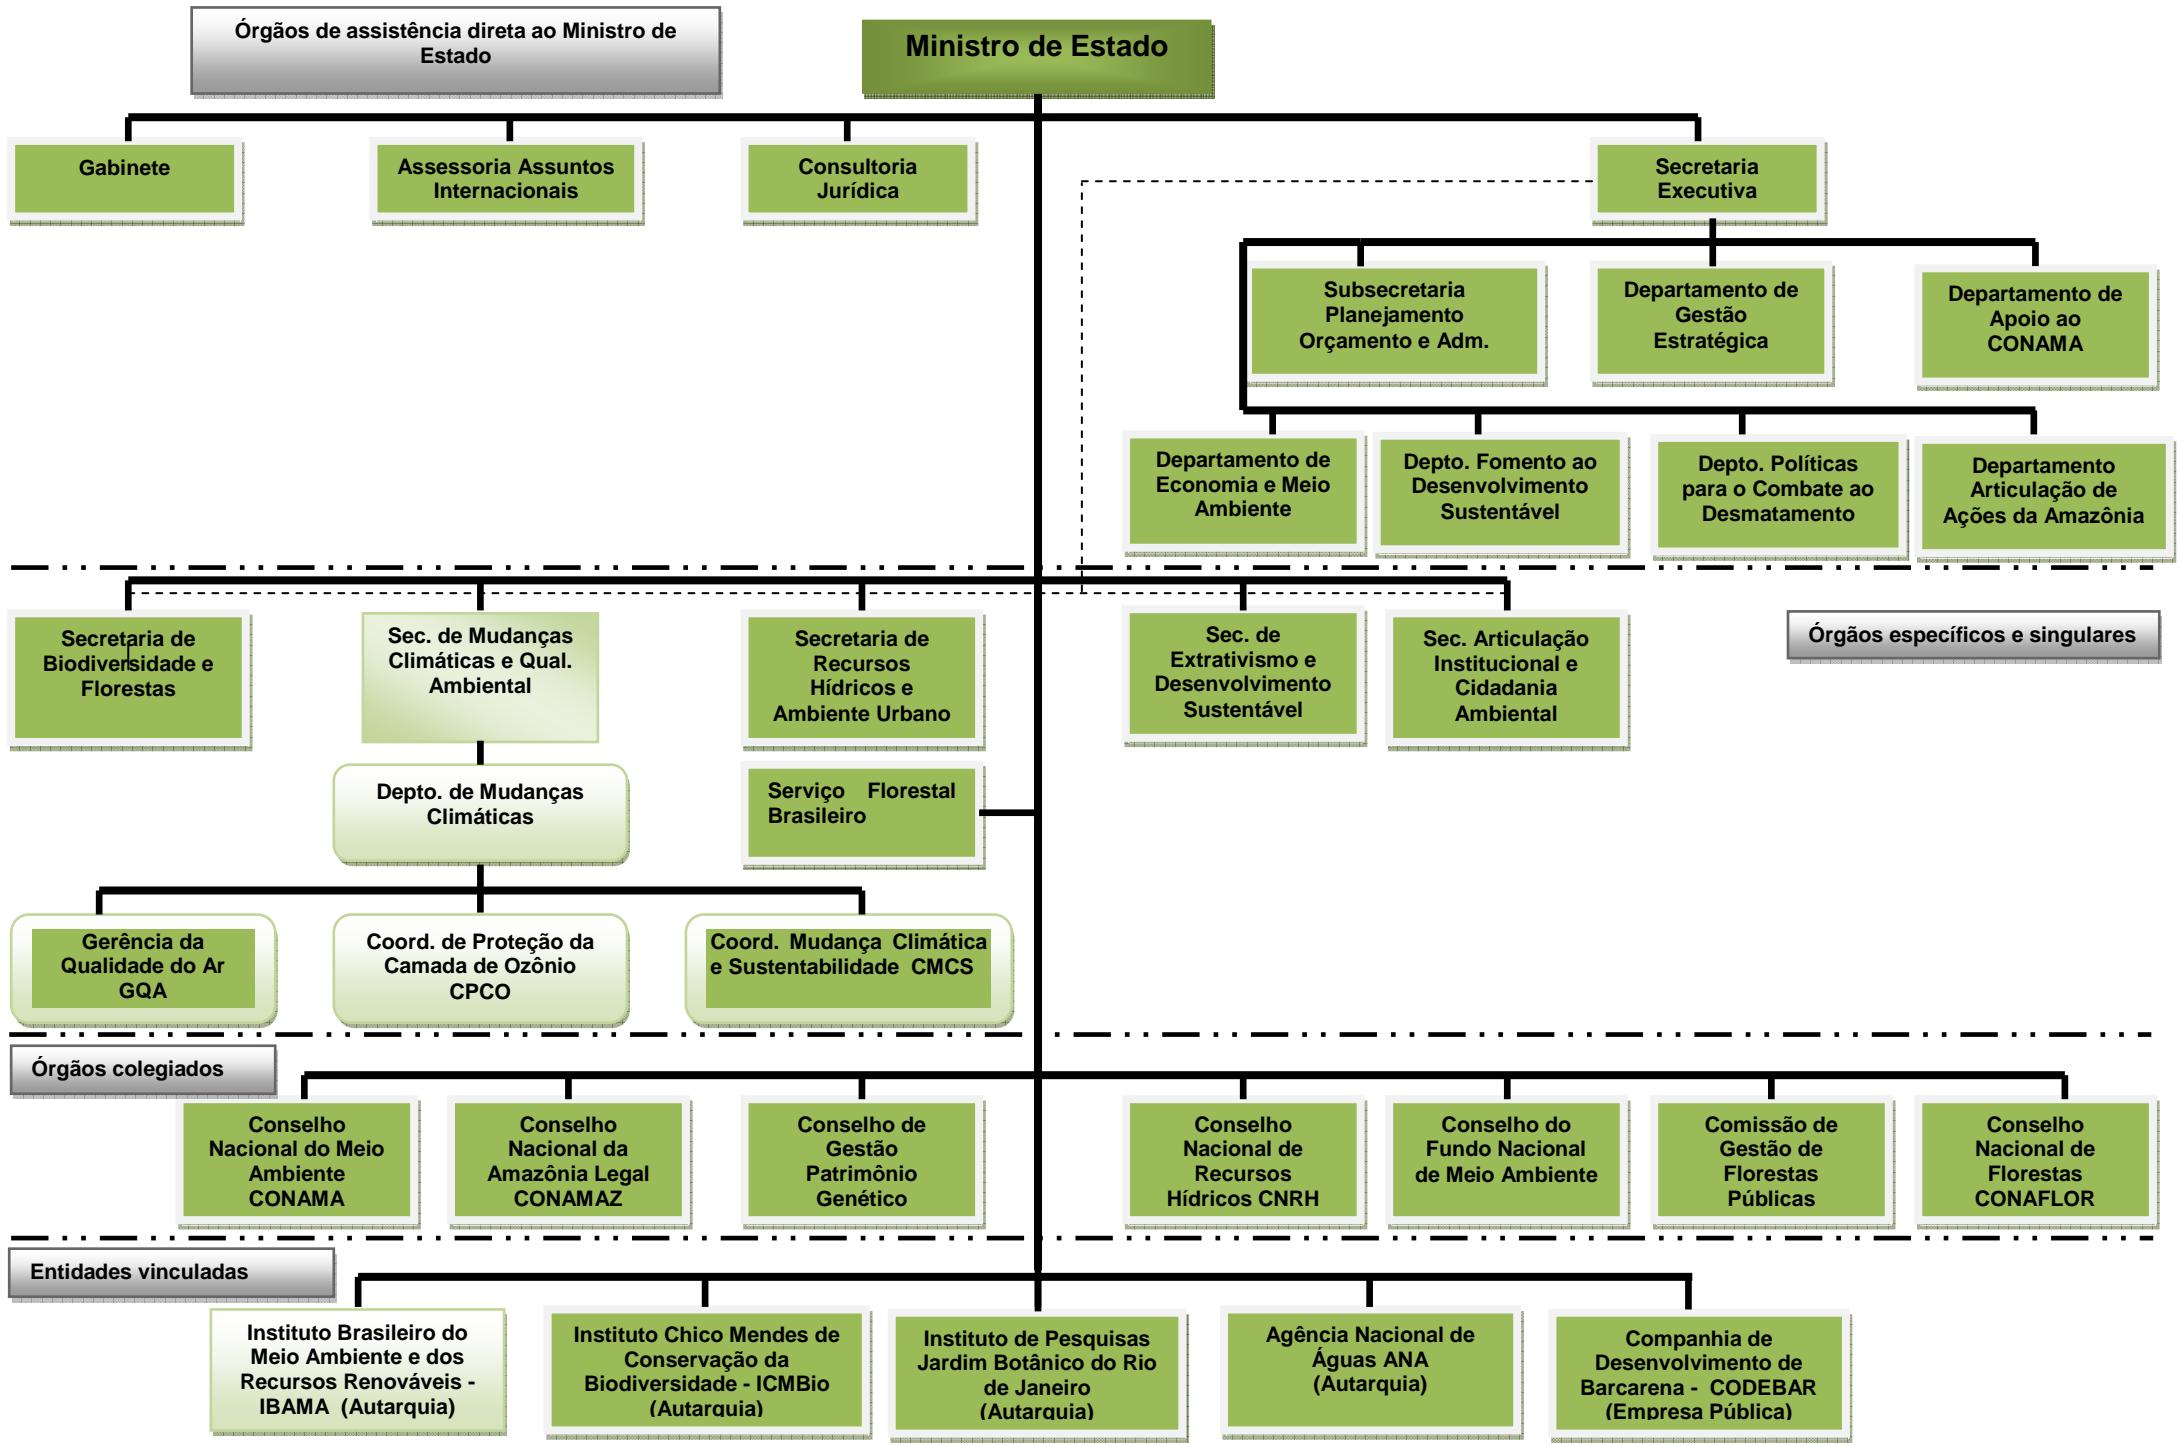 Órgãos de assistência direta ao Ministro de
Estado
Ministro de Estado
Gabinete
Assessoria Assuntos
Internacionais
Consultoria
Jurídica
Secretaria
Executiva
Subsecretaria
Planejamento
Orçamento e Adm.
Departamento de
Gestão
Estratégica
Departamento de
Apoio ao
CONAMA
Departamento de
Economia e Meio
Ambiente
Depto. Fomento ao
Desenvolvimento
Sustentável
Depto. Políticas
para o Combate ao
Desmatamento
Departamento
Articulação de
Ações da Amazônia
Secretaria de
Biodiversidade e
Florestas
Sec. de Mudanças
Climáticas e Qual.
Ambiental
Secretaria de
Recursos
Hídricos e
Ambiente Urbano
Sec. de
Extrativismo e
Desenvolvimento
Sustentável
Sec. Articulação
Institucional e
Cidadania
Ambiental
Órgãos específicos e singulares
Depto. de Mudanças
Climáticas
Serviço Florestal
Brasileiro
Gerência da
Qualidade do Ar
GQA
Coord. de Proteção da
Camada de Ozônio
CPCO
Coord. Mudança Climática
e Sustentabilidade CMCS
Órgãos colegiados
Conselho
Nacional do Meio
Ambiente
CONAMA
Conselho
Nacional da
Amazônia Legal
CONAMAZ
Conselho de
Gestão
Patrimônio
Genético
Conselho
Nacional de
Recursos
Hídricos CNRH
Conselho do
Fundo Nacional
de Meio Ambiente
Comissão de
Gestão de
Florestas
Públicas
Conselho
Nacional de
Florestas
CONAFLOR
Entidades vinculadas
Instituto Brasileiro do
Meio Ambiente e dos
Recursos Renováveis -
IBAMA (Autarquia)
Instituto Chico Mendes de
Conservação da
Biodiversidade - ICMBio
(Autarquia)
Instituto de Pesquisas
Jardim Botânico do Rio
de Janeiro
(Autarquia)
Agência Nacional de
Águas ANA
(Autarquia)
Companhia de
Desenvolvimento de
Barcarena - CODEBAR
(Empresa Pública)